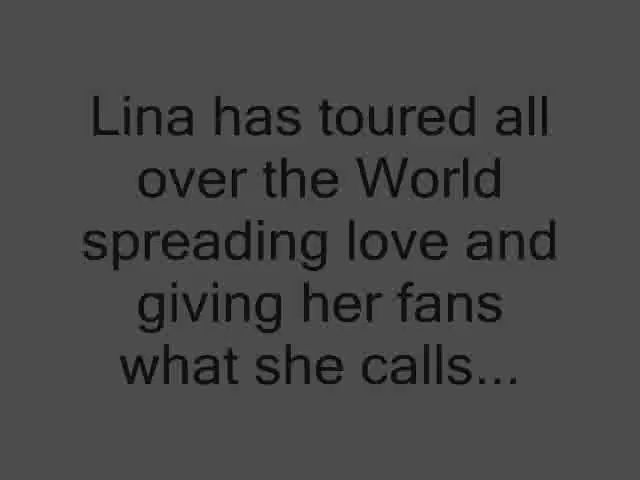 Lina has toured all
over the World
spreading love and
giving her fans
what she calls...